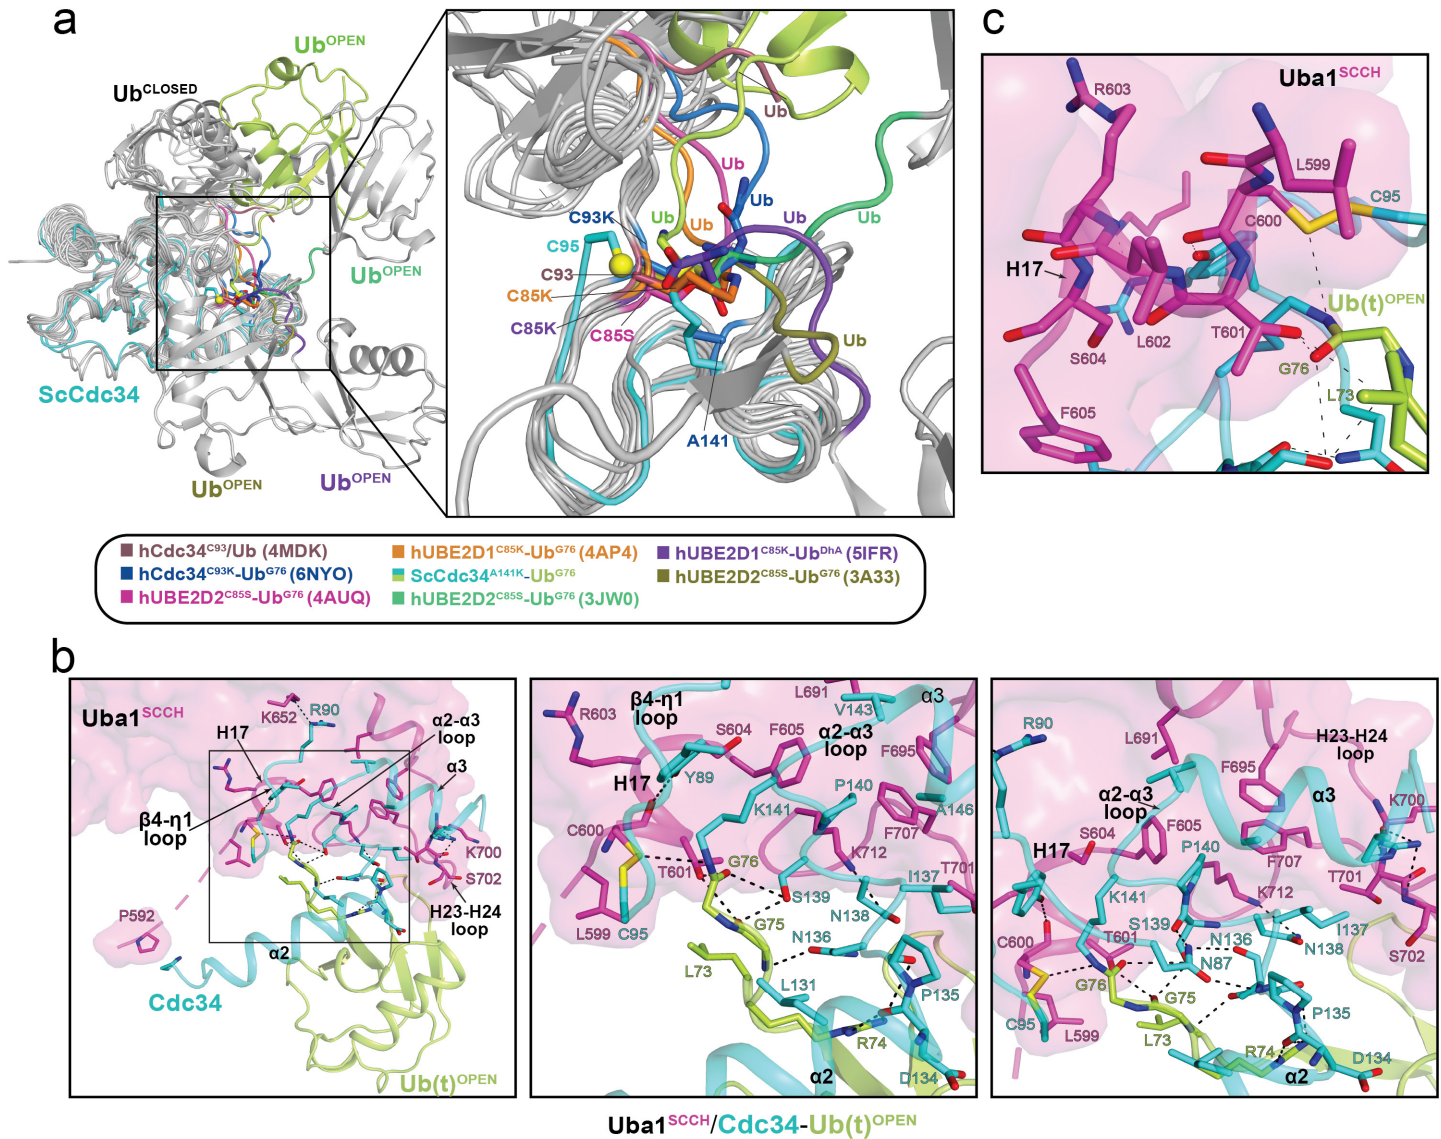 a
Ub^OPEN
Ub^CLOSED
Ub^OPEN
ScCdc34
Ub^OPEN
Ub^OPEN
Ub
Ub
Ub
Ub
Ub
Ub
Ub
Ub
C93K
C95
C93
C85K
C85K
C85S
A141
hCdc34^C93/Ub (4MDK)
hCdc34^C93K-Ub^G76 (6NYO)
hUBE2D2^C85S-Ub^G76 (4AUQ)
hUBE2D1^C85K-Ub^G76 (4AP4)
ScCdc34^A141K-Ub^G76
hUBE2D2^C85S-Ub^G76 (3JW0)
hUBE2D1^C85K-Ub^DhA (5IFR)
hUBE2D2^C85S-Ub^G76 (3A33)
c
Uba1^SCCH
R603
L599
C95
C600
H17
Ub(t)^OPEN
S604
L602
T601
G76
L73
F605
b
Uba1^SCCH
K652
R90
H17
α2-α3
loop
α3
β4-η1
loop
K700
S702
P592
H23-H24
loop
α2
Cdc34
Ub(t)^OPEN
β4-η1
loop
L691
V143
α3
R603
S604
F605
α2-α3
loop
F695
H17
Y89
P140
K141
A146
C600
F707
G76
K712
T601
T701
I137
S139
N138
L599
C95
G75
N136
L73
L131
P135
R74
α2
D134
R90
L691
H23-H24
loop
F695
α2-α3
loop
α3
K700
S604
F605
H17
P140
F707
T701
K141
K712
S139
I137
C600
T601
N136
N138
N87
S702
G76
G75
C95
L599
L73
P135
R74
α2
D134
Uba1^SCCH/Cdc34-Ub(t)^OPEN